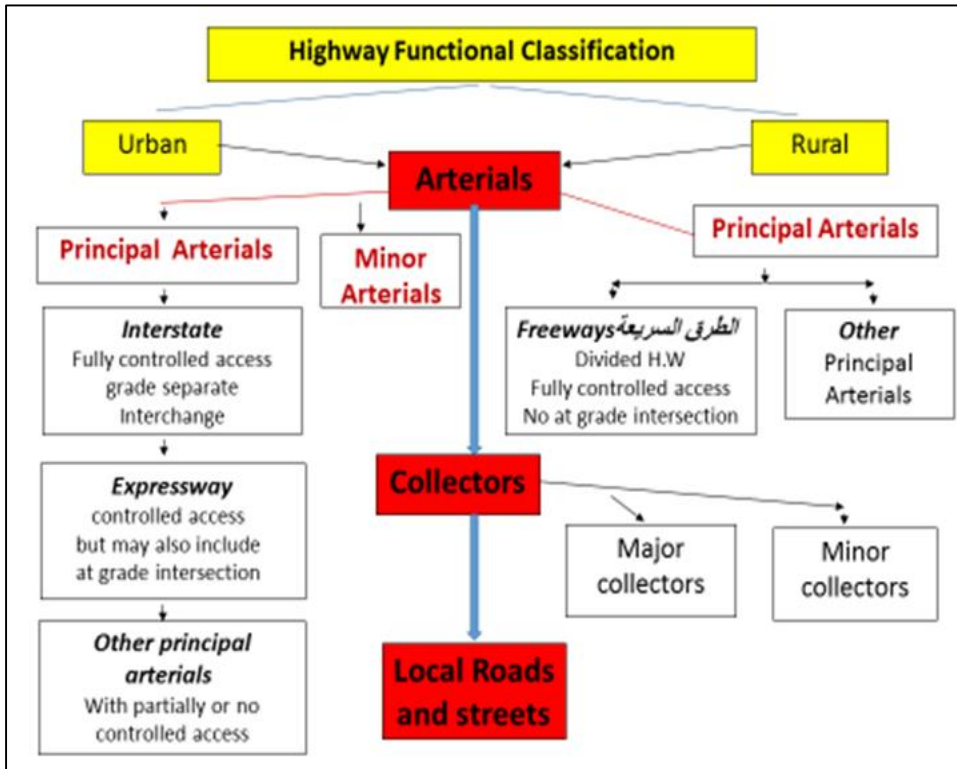 Highway Functional Classification
Urban
Rural
Arterials
Principal Arterials
Minor
Arterials
Principal Arterials
Interstate
Fully controlled access
grade separate
Interchange
Freeways الطرق السريعة
Divided H.W
Fully controlled access
No at grade intersection
Other
Principal
Arterials
Collectors
Expressway
controlled access
but may also include
at grade intersection
Major
collectors
Minor
collectors
Other principal
arterials
With partially or no
controlled access
Local Roads
and streets